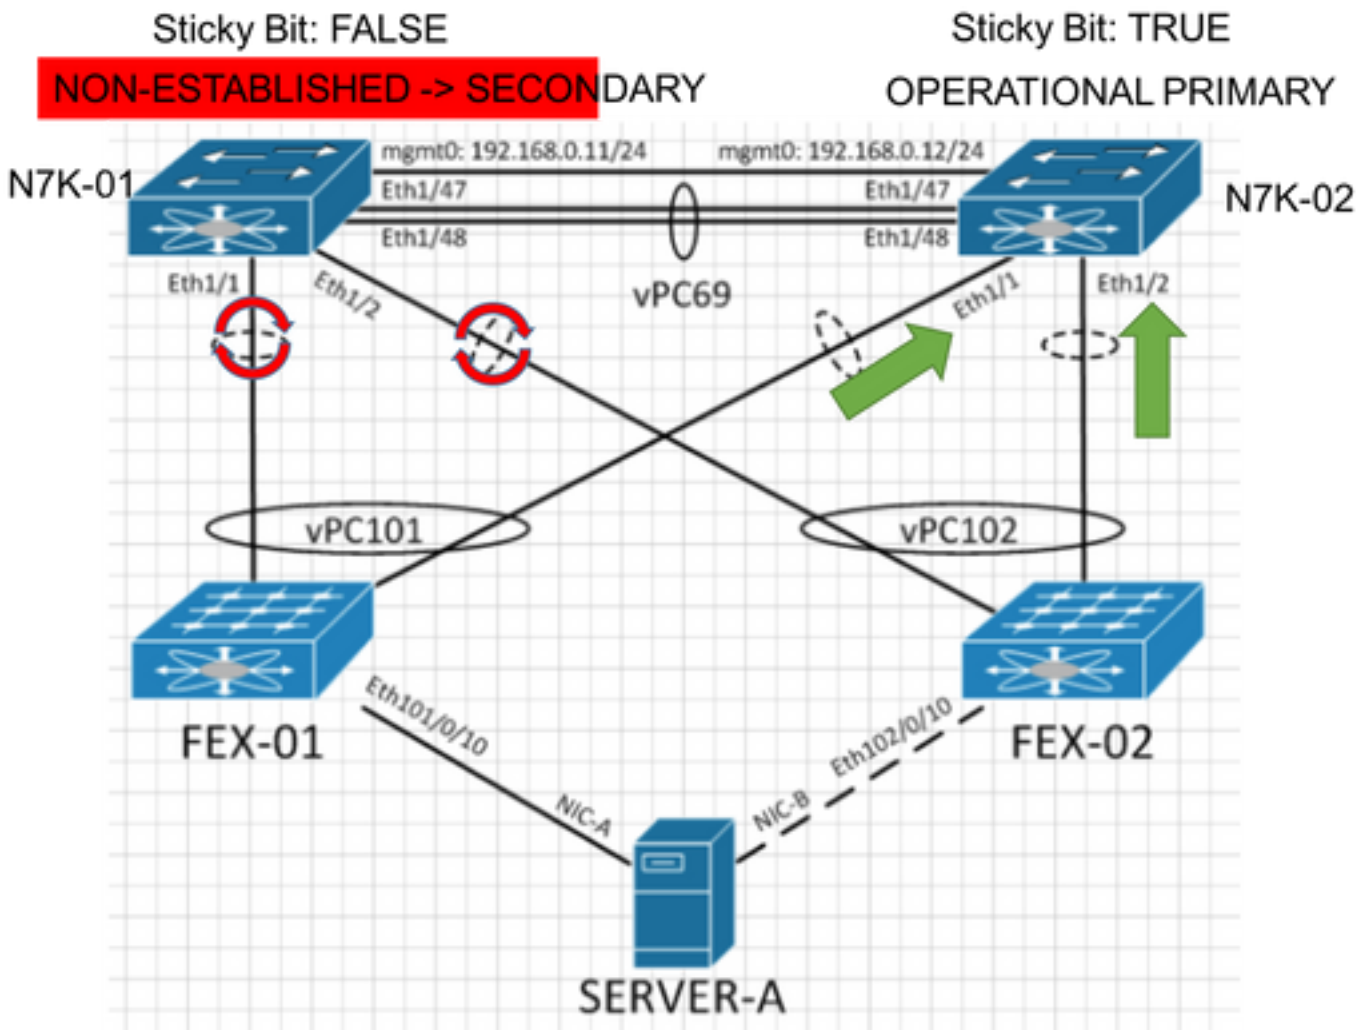 Sticky Bit: FALSE
Sticky Bit: TRUE
NON-ESTABLISHED -> SECONDARY
OPERATIONAL PRIMARY
mgmt0: 192.168.0.11/24
mgmt0: 192.168.0.12/24
N7K-01
Eth1/47
Eth1/47
N7K-02
Eth1/48
Eth1/48
Eth1/1
Eth1/2
vPC69
Eth1/1
Eth1/2
vPC101
vPC102
FEX-01
Eth101/0/10
Eth102/0/10
FEX-02
NIC-A
NIC-B
SERVER-A